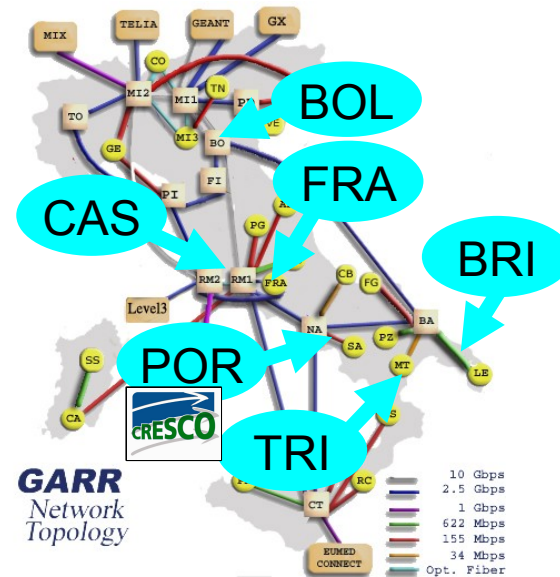 TELIA
GEANT
GX
MIX
CO
TN
MI2
MI1
TO
MI3
BOL
GE
BO
FI
FRA
PI
CAS
PG
BRI
RM2
RM1
FRA
CB
FG
Level3
NA
BA
POR
SA
PZ
SS
MT
LE
CRESCO
CA
TRI
GARR
Network
Topology
RC
CT
EUMED
CONNECT
10 Gbps
2.5 Gbps
1 Gbps
622 Mbps
155 Mbps
34 Mbps
Opt. Fiber